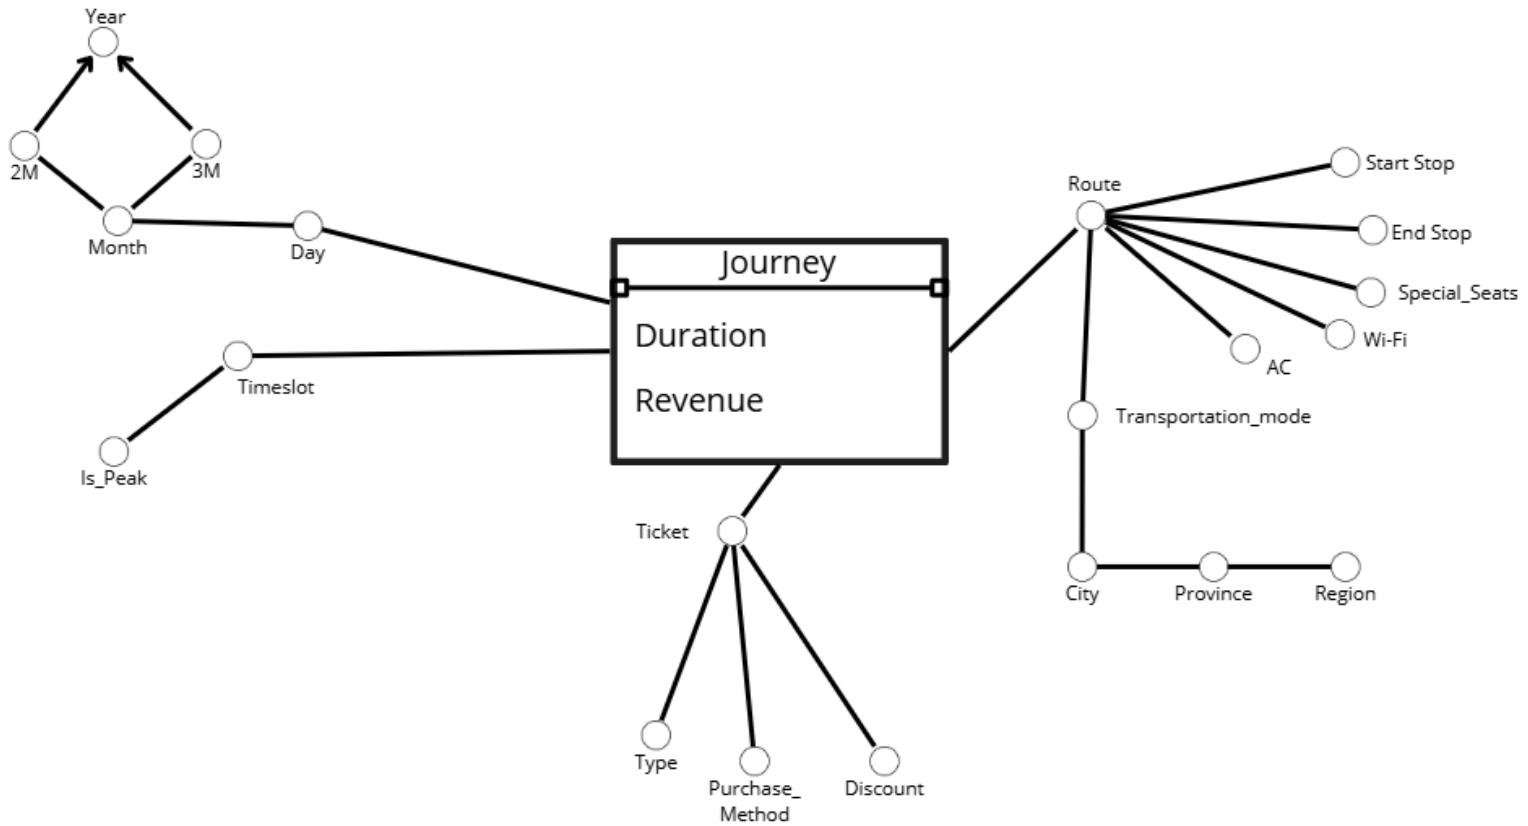 Year
2M
3M
Month
Day
Timeslot
Is_Peak
Journey
Duration
Revenue
Ticket
Type
Purchase_
Method
Discount
Route
Start Stop
End Stop
Special_Seats
Wi-Fi
AC
Transportation_mode
City
Province
Region